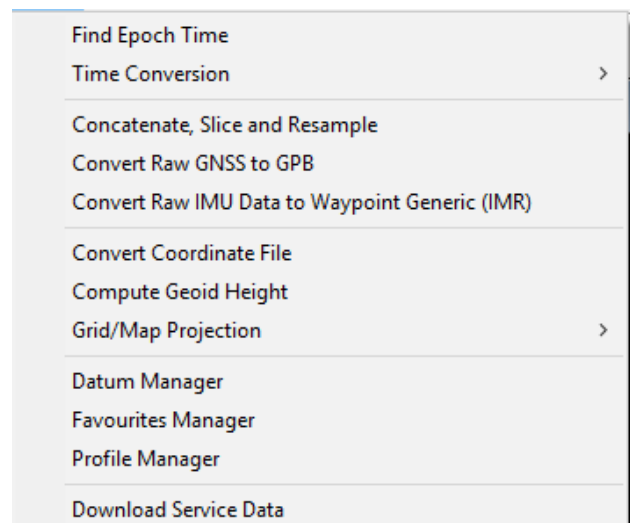 Find Epoch Time
Time Conversion
Concatenate, Slice and Resample
Convert Raw GNSS to GPB
Convert Raw IMU Data to Waypoint Generic (IMR)
Convert Coordinate File
Compute Geoid Height
Grid/Map Projection
Datum Manager
Favourites Manager
Profile Manager
Download Service Data